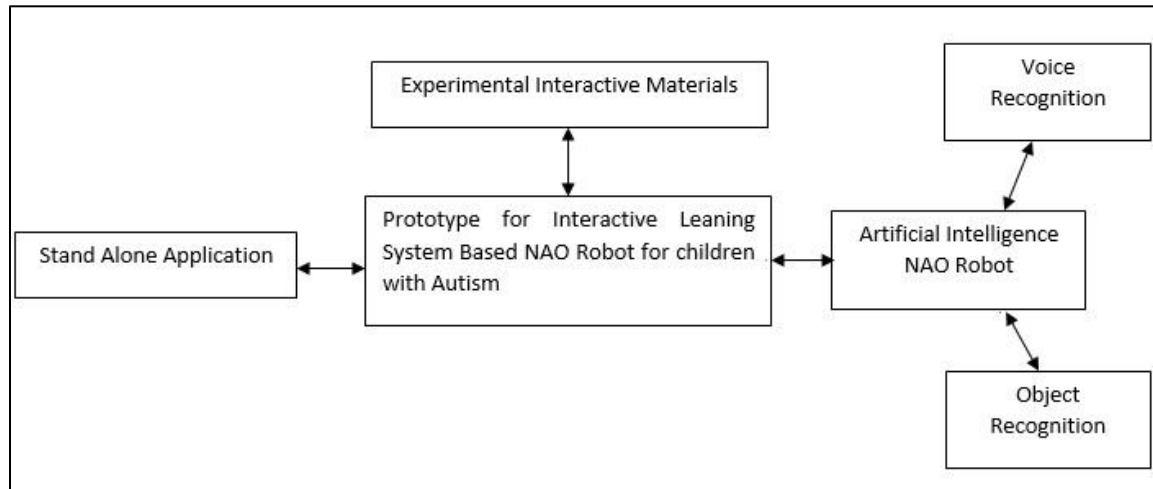 Voice
Recognition
Experimental Interactive Materials
Prototype for Interactive Leaning
System Based NAO Robot for children
with Autism
Stand Alone Application
Artificial Intelligence
NAO Robot
Object
Recognition